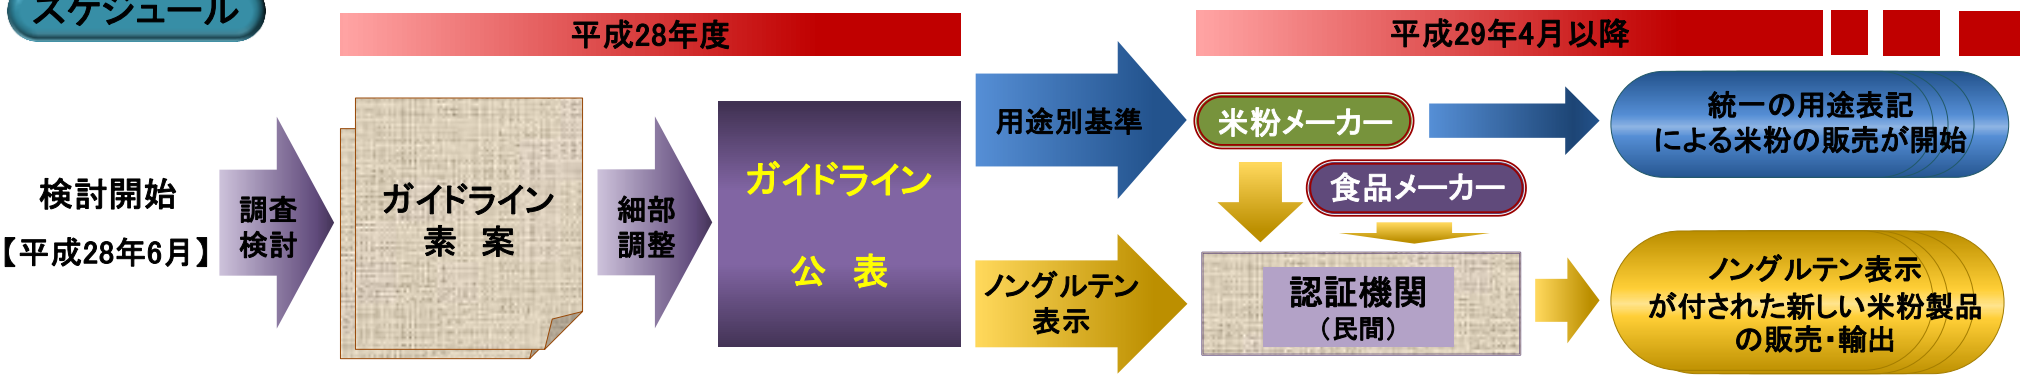 スケジュール
平成28年度
平成29年4月以降
検討開始
【平成28年6月】
調査
検討
ガイドライン
素 案
細部
調整
ガイドライン
公 表
用途別基準
米粉メーカー
統一の用途表記
による米粉の販売が開始
食品メーカー
ノングルテン
表示
認証機関
（民間）
ノングルテン表示
が付された新しい米粉製品
の販売・輸出